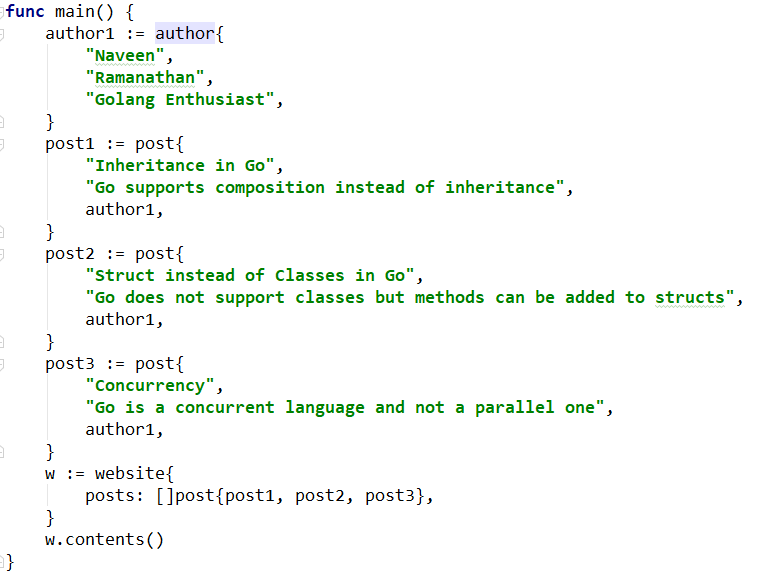 func main() {
    author1 := author{
        "Naveen",
        "Ramanathan",
        "Golang Enthusiast",
    }
    post1 := post{
        "Inheritance in Go",
        "Go supports composition instead of inheritance",
        author1,
    }
    post2 := post{
        "Struct instead of Classes in Go",
        "Go does not support classes but methods can be added to structs",
        author1,
    }
    post3 := post{
        "Concurrency",
        "Go is a concurrent language and not a parallel one",
        author1,
    }
    w := website{
        posts: []post{post1, post2, post3},
    }
    w.contents()
}